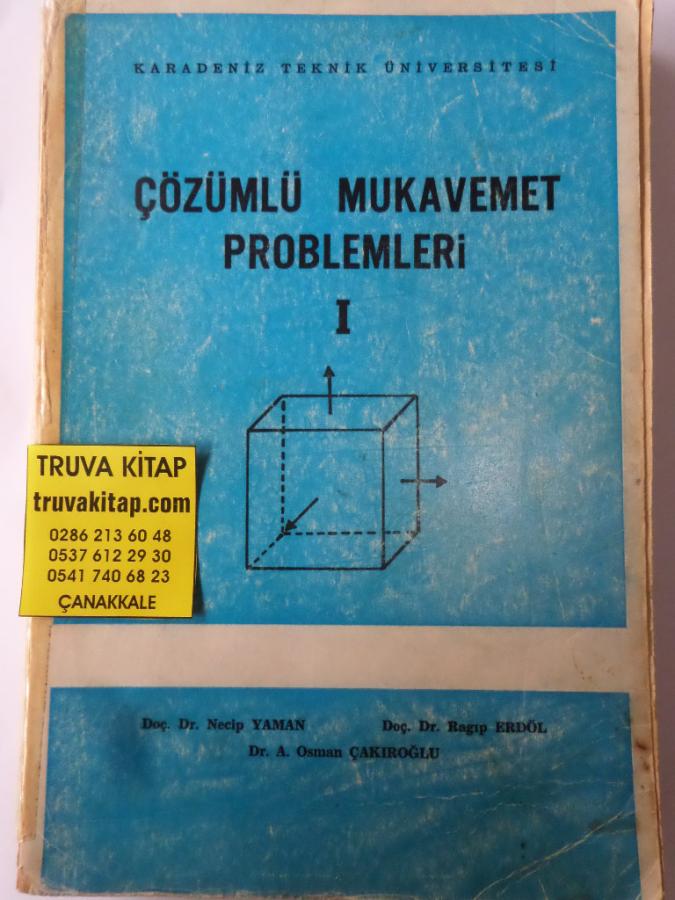 KARADENİZ TEKNİK ÜNİVERSİTESİ
ÇÖZÜMLÜ MUKAVEMET
PROBLEMLERİ
I
TRUVA KİTAP
truvakitap.com
0286 213 60 48
0537 612 29 30
0541 740 68 23
ÇANAKKALE
Doç. Dr. Necip YAMAN Doç. Dr. Ragıp ERDÖL
Dr. A. Osman ÇAKIROĞLU